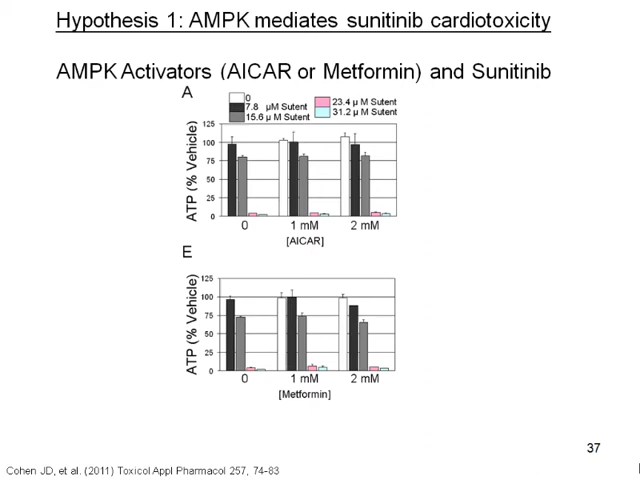 Hypothesis 1: AMPK mediates sunitinib cardiotoxicity
AMPK Activators (AICAR or Metformin) and Sunitinib
A
0
7.8 µM Sutent
15.6 µ M Sutent
23.4 µ M Sutent
31.2 µ M Sutent
ATP (% Vehicle)
125
100
75
50
25
0
0 1 mM 2 mM
[AICAR]
E
ATP (% Vehicle)
125
100
75
50
25
0
0 1 mM 2 mM
[Metformin]
37
Cohen JD, et al. (2011) Toxicol Appl Pharmacol 257, 74-83